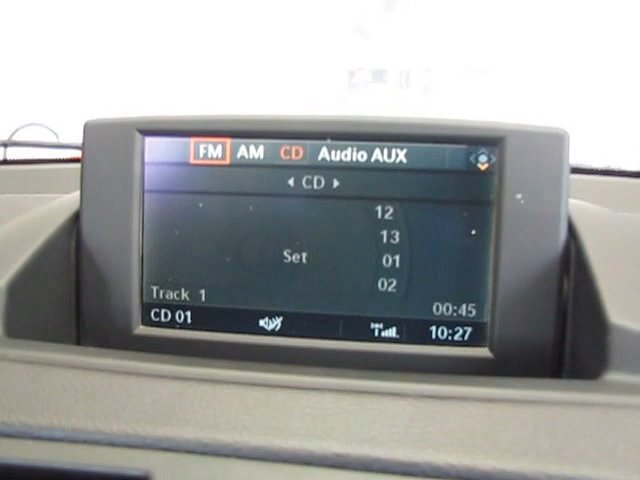 FM AM CD Audio AUX
CD
12
13
Set 01
02
Track 1 00:45
CD 01 10:27